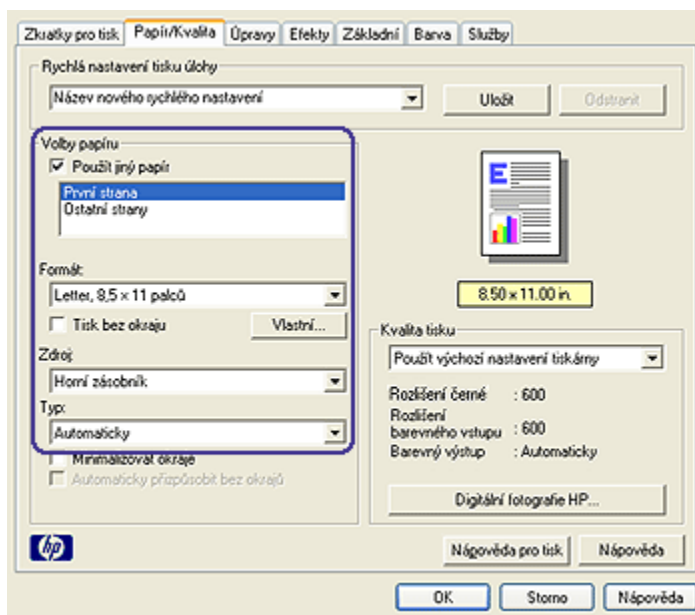 Zkratky pro tisk Papír/Kvalita Úpravy Efekty Základní Barva Služby
Rychlá nastavení tisku úlohy
Název nového rychlého nastavení Uložit Odstranit
Volby papíru
Použít jiný papír
První strana
Ostatní strany
E
Formát:
Letter, 8,5 × 11 palců
8.50 × 11.00 in.
Tisk bez okraju Vlastní...
Kvalita tisku
Použít výchozí nastavení tiskárny
Zdroj:
Horní zásobník
Rozlišení černé : 600
Typ:
Rozlišení
barevného vstupu : 600
Automaticky
Barevný výstup : Automaticky
Minimalizovat okraje
Automaticky přizpůsobit bez okrajů
Digitální fotografie HP...
hp
Nápověda pro tisk Nápověda
OK Storno Nápověda